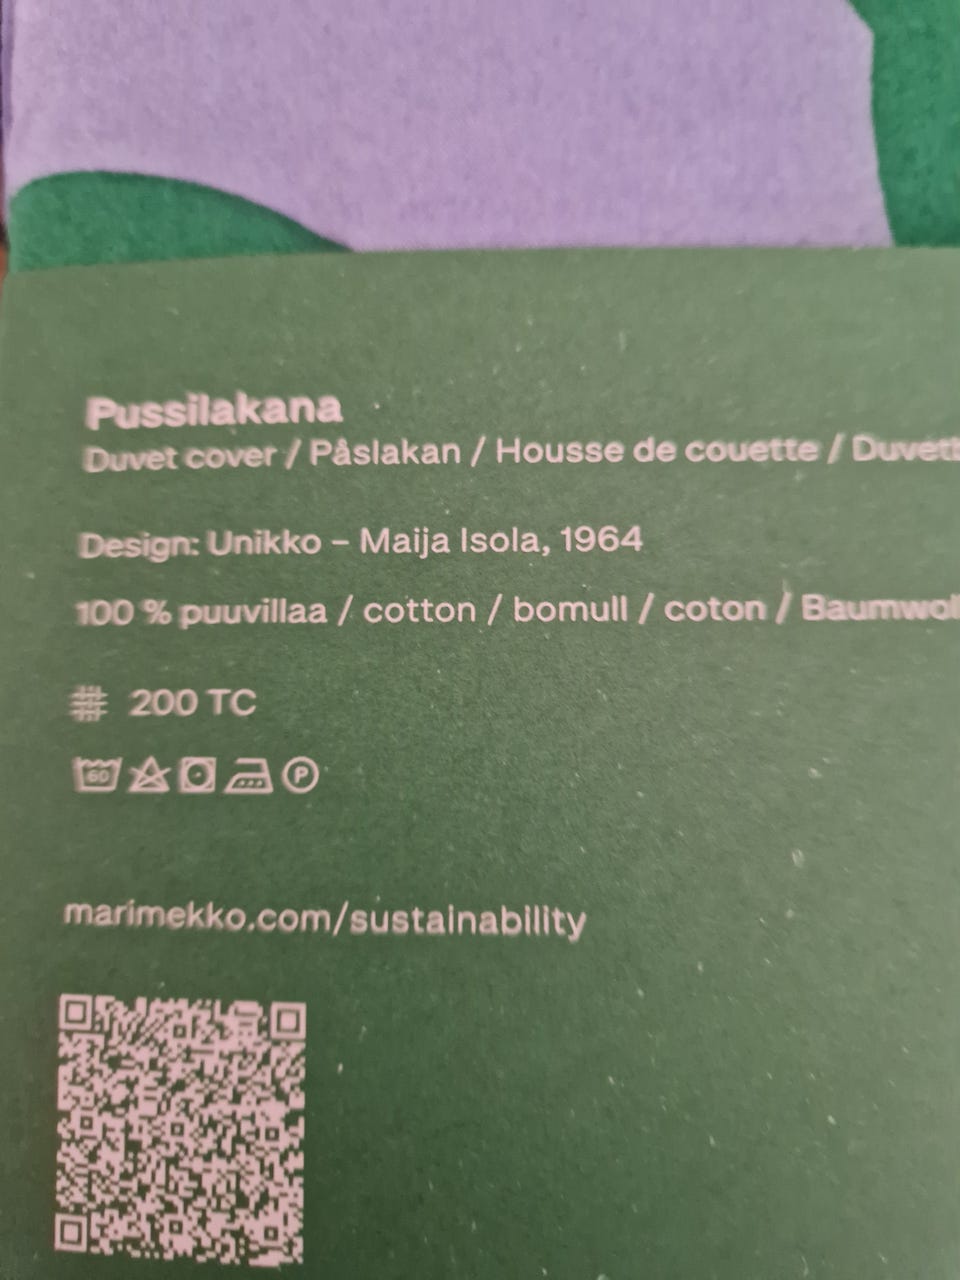 Pussilakana
Duvet cover / Påslakan / Housse de couette /
Design: Unikko – Maija Isola, 1964
100 % puuvillaa / cotton / bomull / coton /
200 TC
60 P
marimekko.com/sustainability